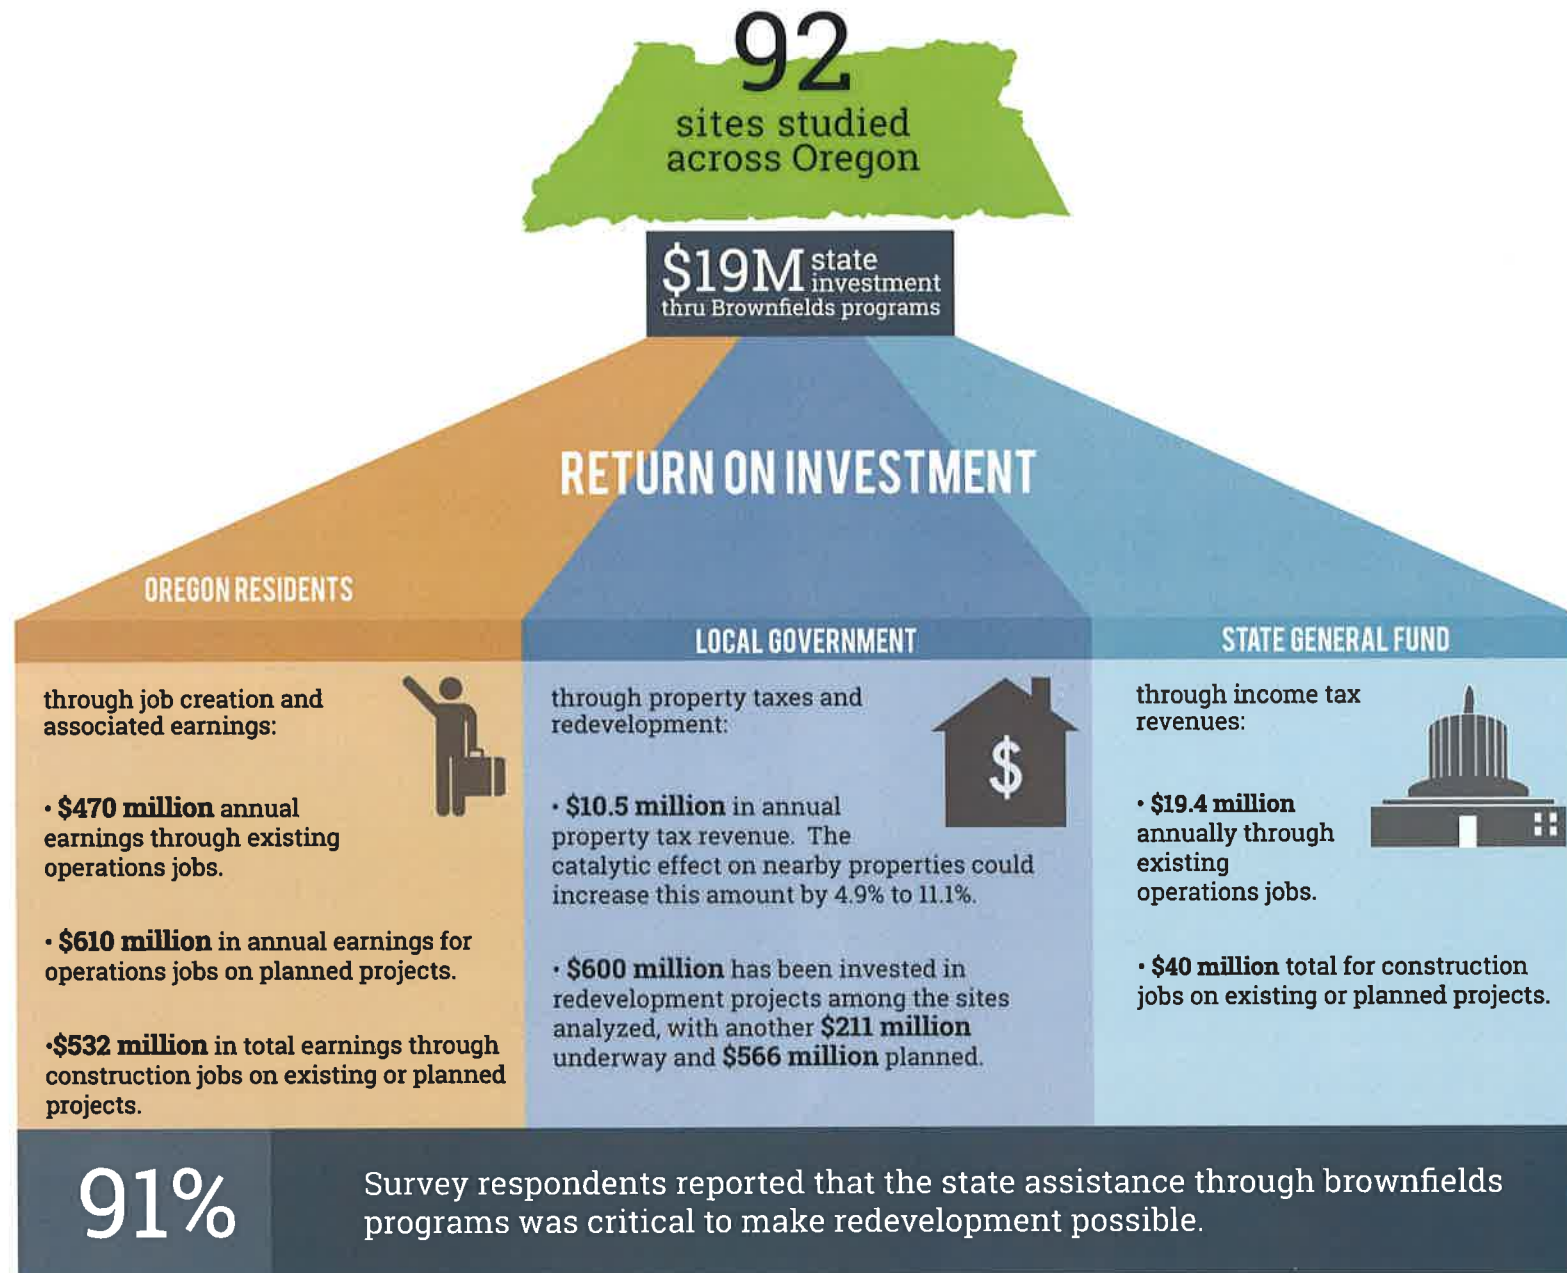 92
sites studied
across Oregon
$19M state
investment
thru Brownfields programs
RETURN ON INVESTMENT
OREGON RESIDENTS
through job creation and
associated earnings:
• $470 million annual
earnings through existing
operations jobs.
• $610 million in annual earnings for
operations jobs on planned projects.
•$532 million in total earnings through
construction jobs on existing or planned
projects.
LOCAL GOVERNMENT
through property taxes and
redevelopment:
$
• $10.5 million in annual
property tax revenue. The
catalytic effect on nearby properties could
increase this amount by 4.9% to 11.1%.
• $600 million has been invested in
redevelopment projects among the sites
analyzed, with another $211 million
underway and $566 million planned.
STATE GENERAL FUND
through income tax
revenues:
• $19.4 million
annually through
existing
operations jobs.
• $40 million total for construction
jobs on existing or planned projects.
91%
Survey respondents reported that the state assistance through brownfields
programs was critical to make redevelopment possible.